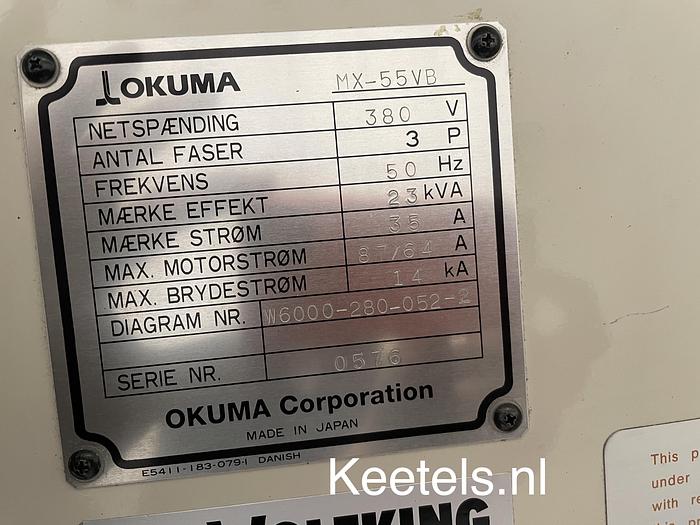 OKUMA MX-55VB
NETSPÆNDING 380 V
ANTAL FASER 3 P
FREKVENS 50 Hz
MÆRKE EFFEKT 23 kVA
MÆRKE STRØM 35 A
MAX. MOTORSTRØM 87/64 A
MAX. BRYDESTRØM 14 kA
DIAGRAM NR. W6000-280-052-2
SERIE NR. 0576
OKUMA Corporation
MADE IN JAPAN
E5411-183-079-1 DANISH
Keetels.nl
This p
under
with re